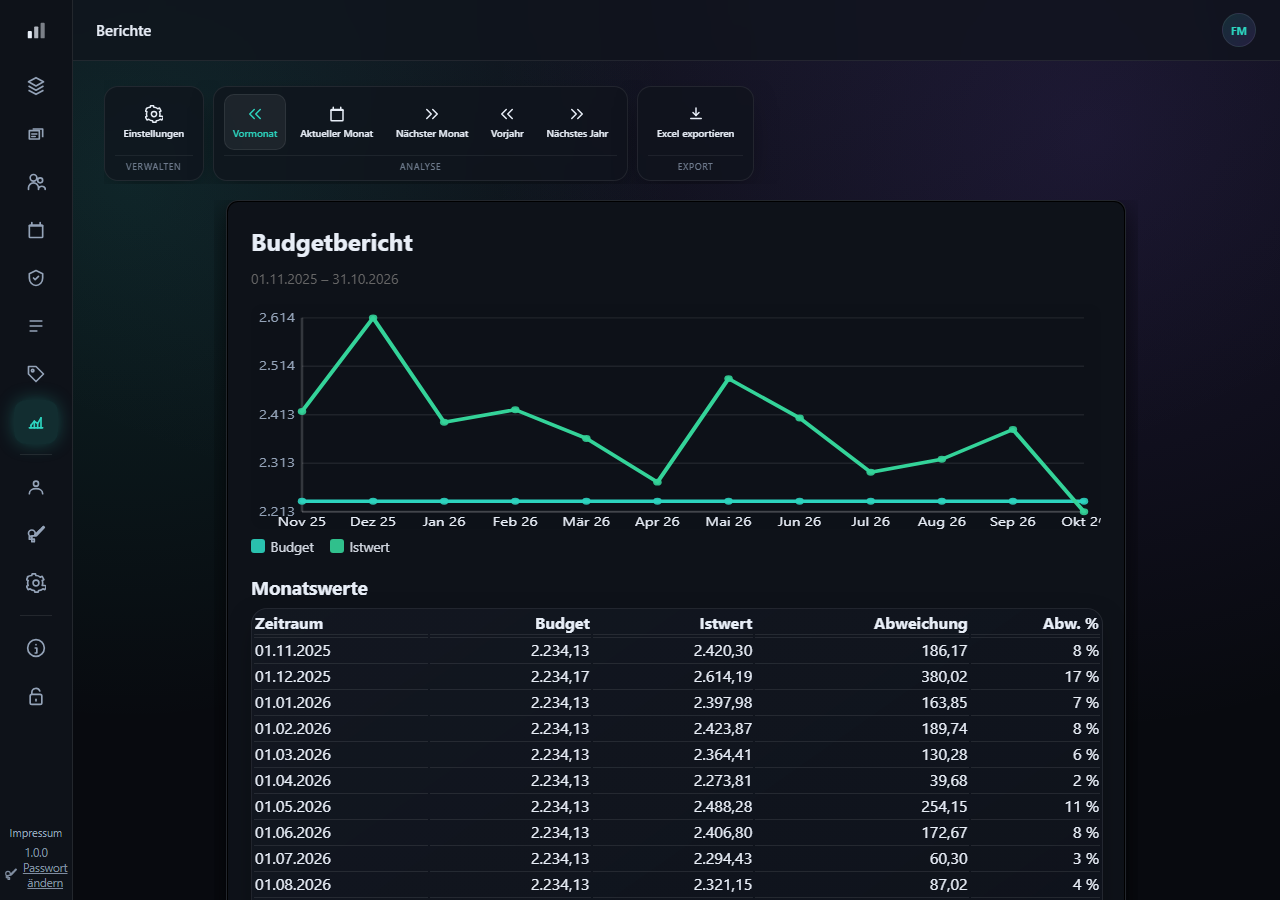 Berichte
FM
Einstellungen
VERWALTEN
Vormonat Aktueller Monat Nächster Monat Vorjahr Nächstes Jahr
ANALYSE
Excel exportieren
EXPORT
Budgetbericht
01.11.2025 – 31.10.2026
2.614
2.514
2.413
2.313
2.213
Nov 25 Dez 25 Jan 26 Feb 26 Mär 26 Apr 26 Mai 26 Jun 26 Jul 26 Aug 26 Sep 26 Okt 2
Budget Istwert
Monatswerte
Zeitraum Budget Istwert Abweichung Abw. %
01.11.2025 2.234,13 2.420,30 186,17 8 %
01.12.2025 2.234,17 2.614,19 380,02 17 %
01.01.2026 2.234,13 2.397,98 163,85 7 %
01.02.2026 2.234,13 2.423,87 189,74 8 %
01.03.2026 2.234,13 2.364,41 130,28 6 %
01.04.2026 2.234,13 2.273,81 39,68 2 %
01.05.2026 2.234,13 2.488,28 254,15 11 %
01.06.2026 2.234,13 2.406,80 172,67 8 %
01.07.2026 2.234,13 2.294,43 60,30 3 %
01.08.2026 2.234,13 2.321,15 87,02 4 %
Impressum
1.0.0
Passwort
ändern